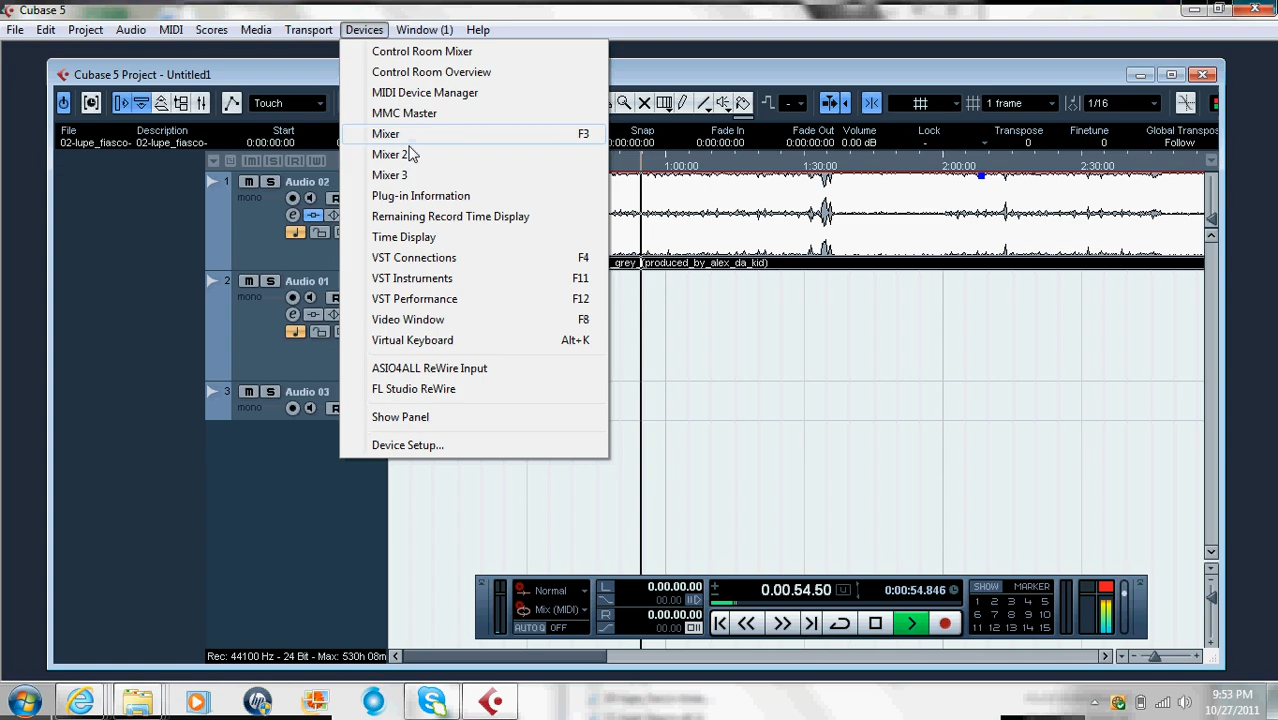 Cubase 5
File Edit Project Audio MIDI Scores Media Transport Devices Window (1) Help
Control Room Mixer
Control Room Overview
MIDI Device Manager
MMC Master
Mixer F3
Mixer 2
Mixer 3
Plug-in Information
Remaining Record Time Display
Time Display
VST Connections F4
VST Instruments F11
VST Performance F12
Video Window F8
Virtual Keyboard Alt+K
ASIO4ALL ReWire Input
FL Studio ReWire
Show Panel
Device Setup...
Cubase 5 Project - Untitled1
Touch
1 frame
1/16
File Description Start Snap Fade In Fade Out Volume Lock Transpose Global Transpo
02-lupe_fiasco- 02-lupe_fiasco- 0:00:00:00 0:00:00:00 0:00:00:00 0:00:00:00 0.00 dB 0 0 Follow
1:00:00 1:30:00 2:00:00 2:30:00
1 m S Audio 02
mono
grey_(produced_by_alex_da_kid)
2 m S Audio 01
mono
3 m S Audio 03
mono
Normal
Mix (MIDI)
AUTO Q OFF
L 0.00.00.00
00.00
R 0.00.00.00
00.00
0.00.54.50
0:00:54.846
SHOW MARKER
1 2 3 4 5
6 7 8 9 10
11 12 13 14 15
Rec: 44100 Hz - 24 Bit - Max: 530h 08m
9:53 PM
10/27/2011